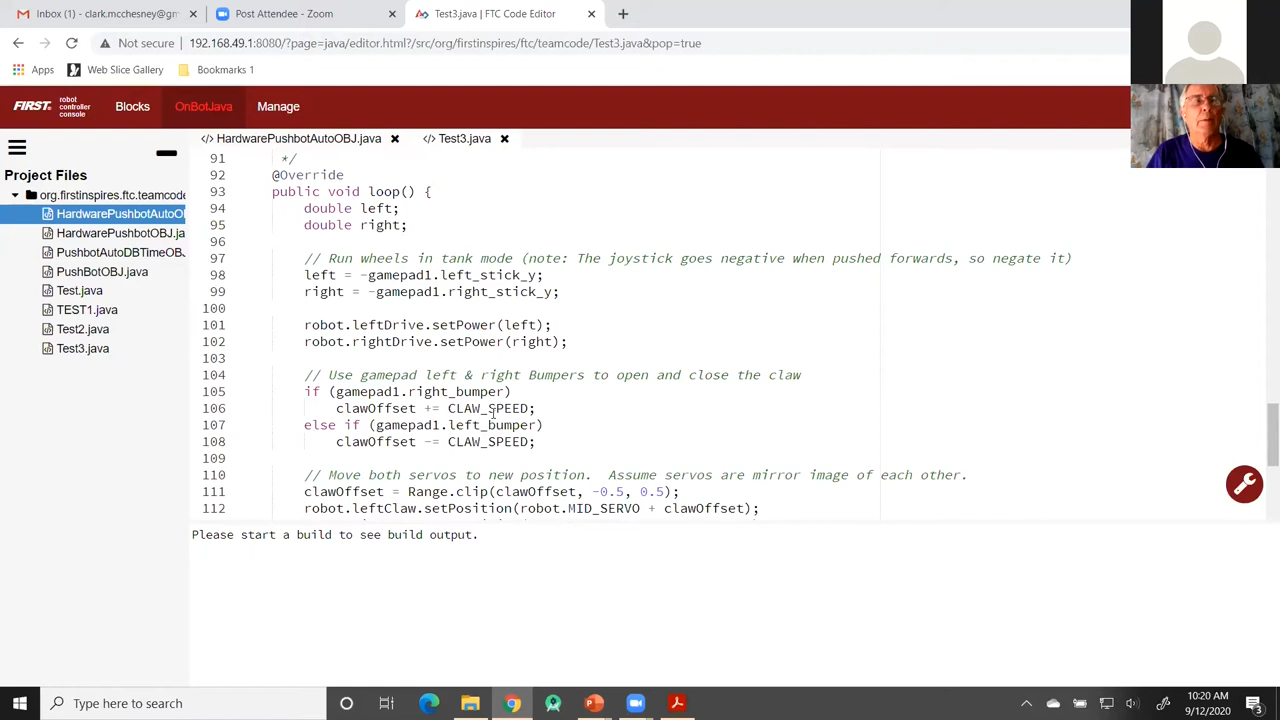 Inbox (1) - clark.mcchesney@gm
Post Attendee - Zoom
Test3.java | FTC Code Editor
Not secure | 192.168.49.1:8080/?page=java/editor.html?/src/org/firstinspires/ftc/teamcode/Test3.java&pop=true
Apps Web Slice Gallery Bookmarks 1
FIRST. robot controller console Blocks OnBotJava Manage
</> HardwarePushbotAutoOBJ.java ✖ </> Test3.java ✖
Project Files
org.firstinspires.ftc.teamcode
HardwarePushbotAutoO
HardwarePushbotOBJ.ja
PushbotAutoDBTimeOBJ
PushBotOBJ.java
Test.java
TEST1.java
Test2.java
Test3.java
91 */
92 @Override
93 public void loop() {
94 double left;
95 double right;
96
97 // Run wheels in tank mode (note: The joystick goes negative when pushed forwards, so negate it)
98 left = -gamepad1.left_stick_y;
99 right = -gamepad1.right_stick_y;
100
101 robot.leftDrive.setPower(left);
102 robot.rightDrive.setPower(right);
103
104 // Use gamepad left & right Bumpers to open and close the claw
105 if (gamepad1.right_bumper)
106 clawOffset += CLAW_SPEED;
107 else if (gamepad1.left_bumper)
108 clawOffset -= CLAW_SPEED;
109
110 // Move both servos to new position.  Assume servos are mirror image of each other.
111 clawOffset = Range.clip(clawOffset, -0.5, 0.5);
112 robot.leftClaw.setPosition(robot.MID_SERVO + clawOffset);
Please start a build to see build output.
Type here to search
10:20 AM
9/12/2020
3